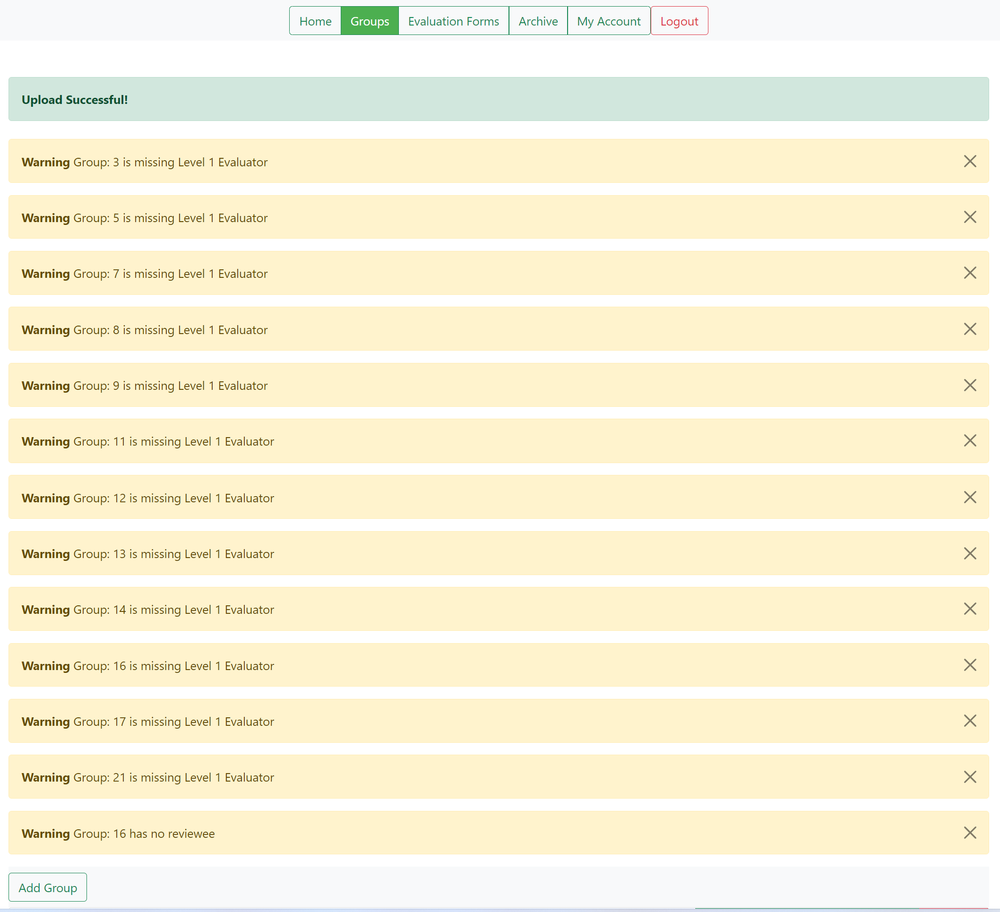 Home Groups Evaluation Forms Archive My Account Logout
Upload Successful!
Warning Group: 3 is missing Level 1 Evaluator
Warning Group: 5 is missing Level 1 Evaluator
Warning Group: 7 is missing Level 1 Evaluator
Warning Group: 8 is missing Level 1 Evaluator
Warning Group: 9 is missing Level 1 Evaluator
Warning Group: 11 is missing Level 1 Evaluator
Warning Group: 12 is missing Level 1 Evaluator
Warning Group: 13 is missing Level 1 Evaluator
Warning Group: 14 is missing Level 1 Evaluator
Warning Group: 16 is missing Level 1 Evaluator
Warning Group: 17 is missing Level 1 Evaluator
Warning Group: 21 is missing Level 1 Evaluator
Warning Group: 16 has no reviewee
Add Group